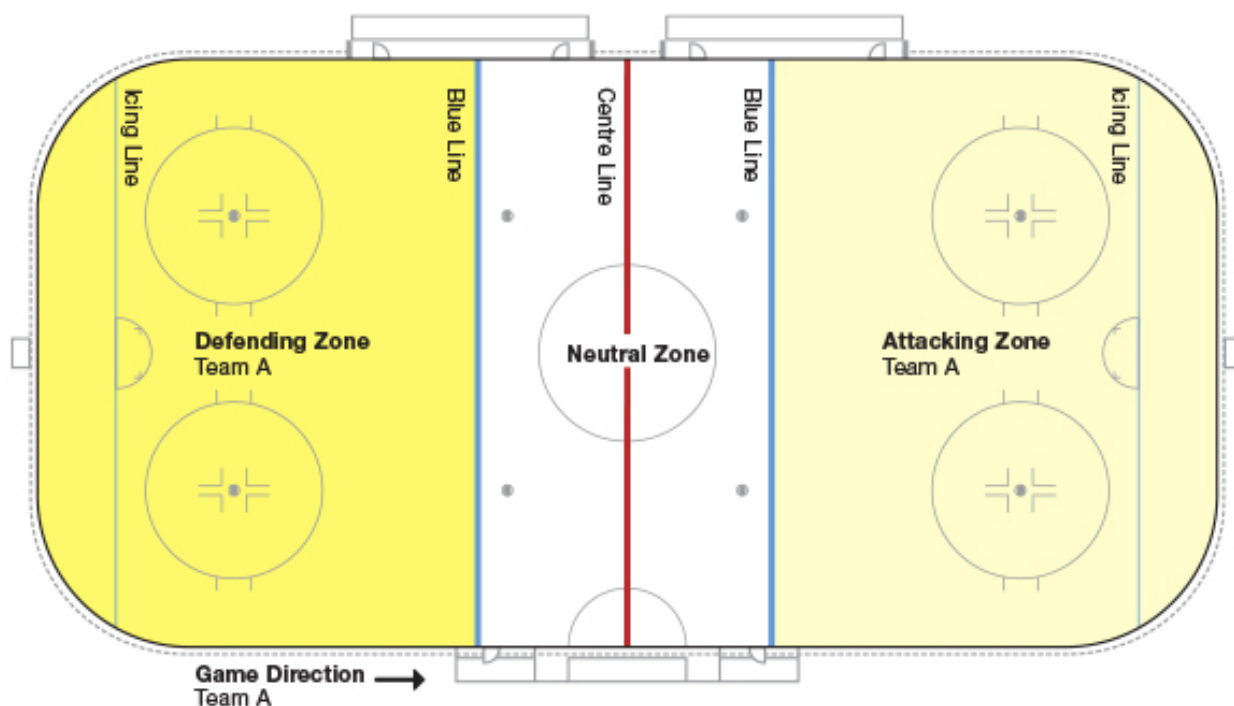 Icing Line
Blue Line
Centre Line
Blue Line
Icing Line
Defending Zone
Team A
Neutral Zone
Attacking Zone
Team A
Game Direction
Team A